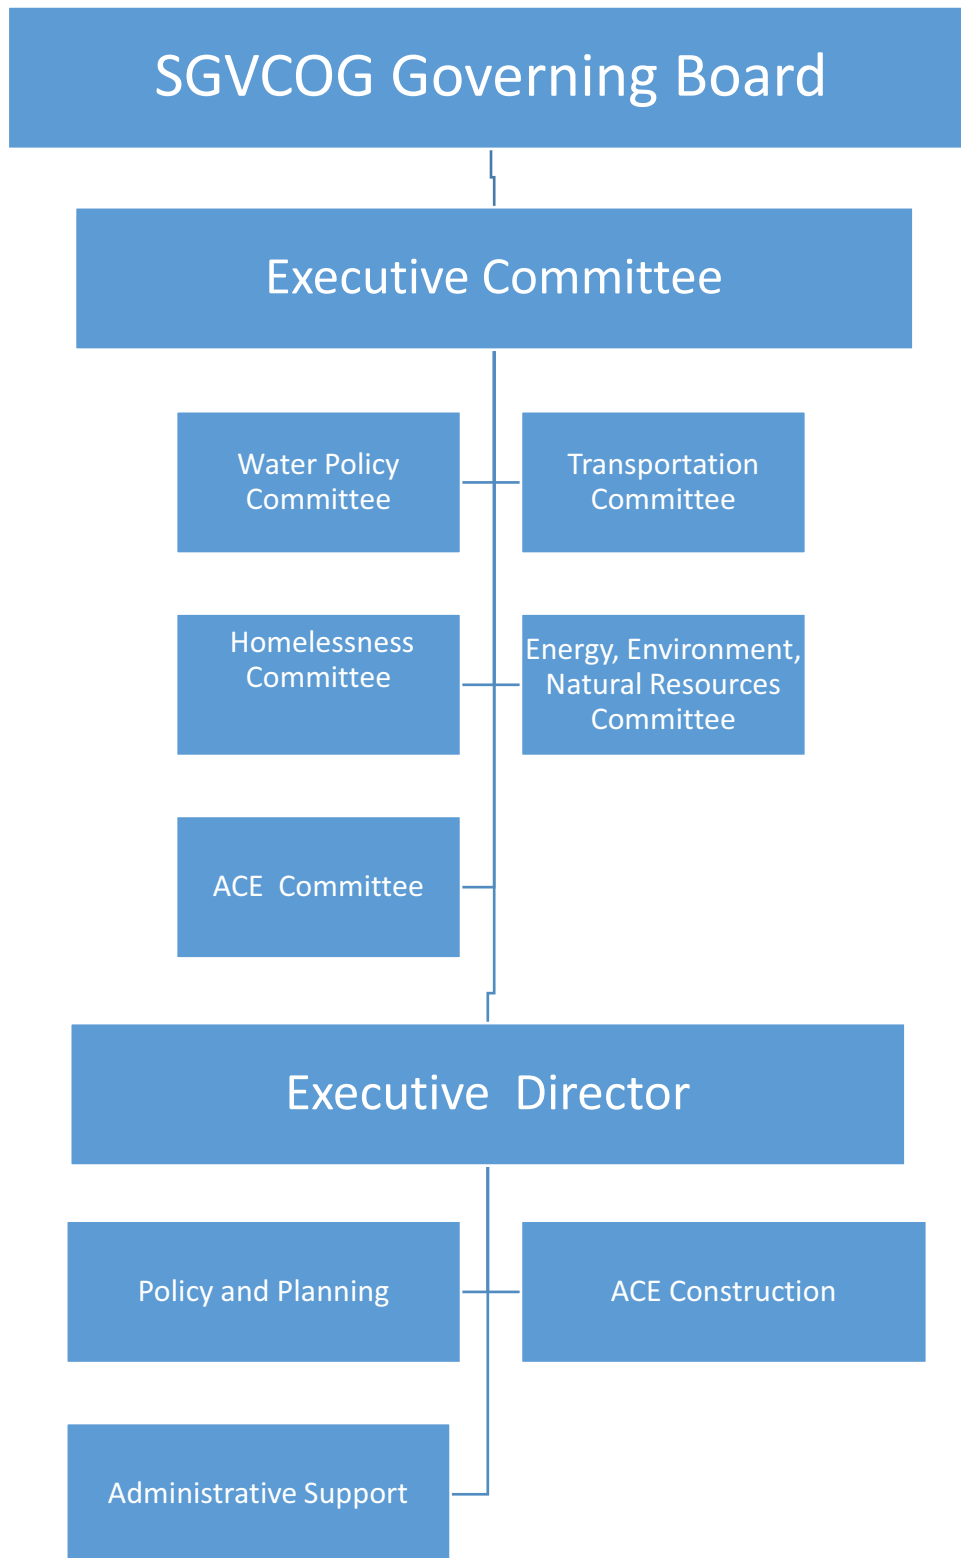 SGVCOG Governing Board
Executive Committee
Water Policy
Committee
Transportation
Committee
Homelessness
Committee
Energy, Environment,
Natural Resources
Committee
ACE  Committee
Executive  Director
Policy and Planning
ACE Construction
Administrative Support